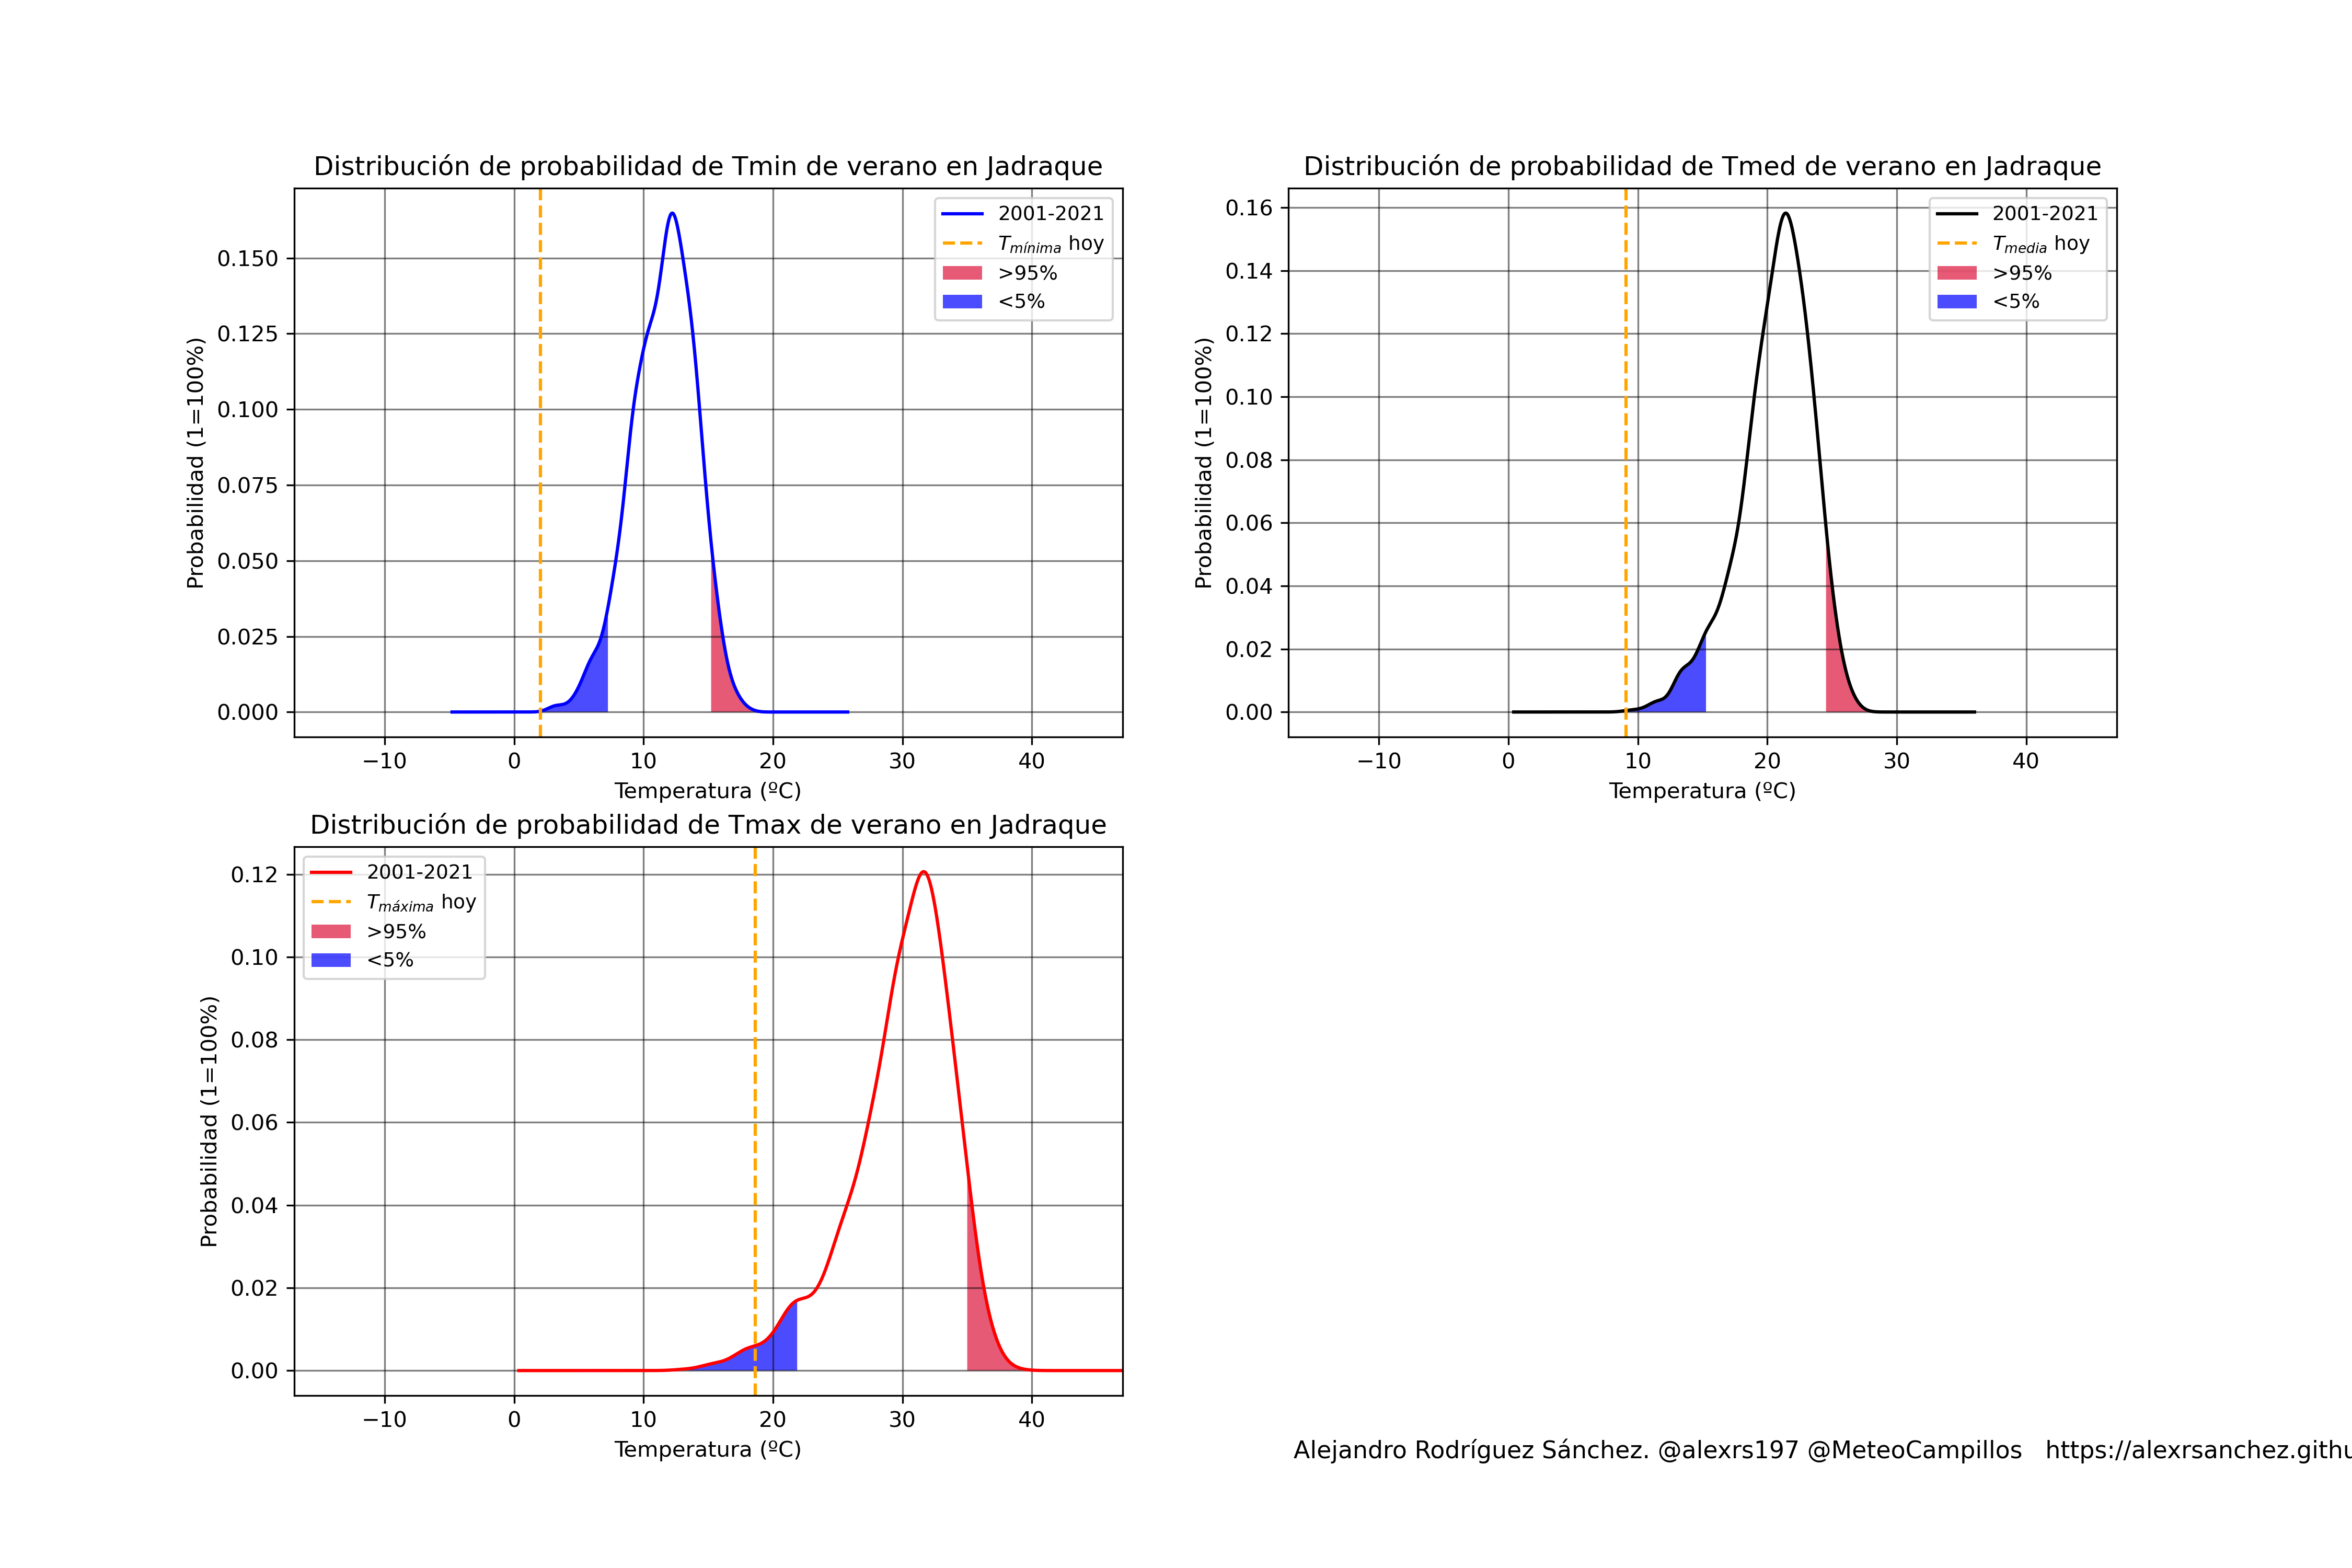 Distribución de probabilidad de Tmin de verano en Jadraque
Probabilidad (1=100%)
0.150
0.125
0.100
0.075
0.050
0.025
0.000
2001-2021
Tmínima hoy
>95%
<5%
−10 0 10 20 30 40
Temperatura (ºC)
Distribución de probabilidad de Tmed de verano en Jadraque
Probabilidad (1=100%)
0.16
0.14
0.12
0.10
0.08
0.06
0.04
0.02
0.00
2001-2021
Tmedia hoy
>95%
<5%
−10 0 10 20 30 40
Temperatura (ºC)
Distribución de probabilidad de Tmax de verano en Jadraque
Probabilidad (1=100%)
0.12
0.10
0.08
0.06
0.04
0.02
0.00
2001-2021
Tmáxima hoy
>95%
<5%
−10 0 10 20 30 40
Temperatura (ºC)
Alejandro Rodríguez Sánchez. @alexrs197 @MeteoCampillos https://alexrsanchez.githu